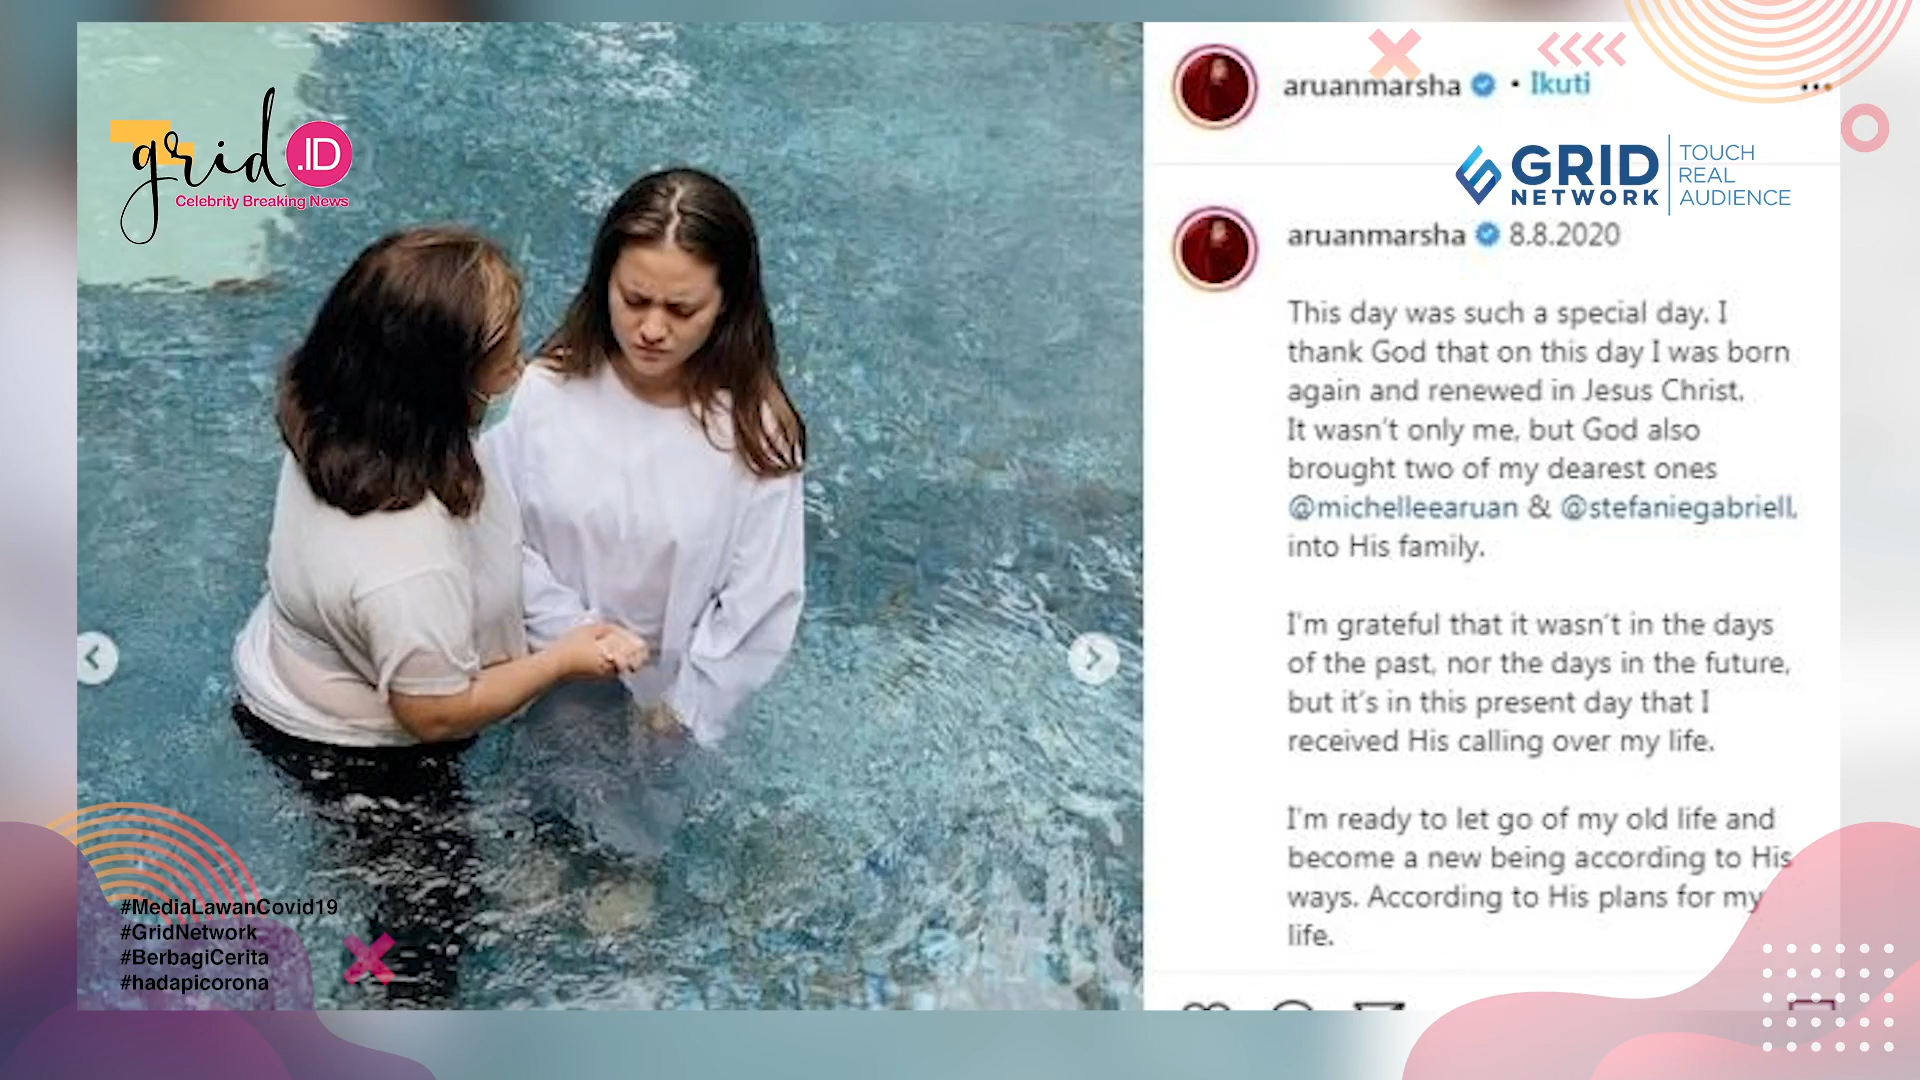 grid.ID
Celebrity Breaking News
aruanmarsha • Ikuti
GRID NETWORK
TOUCH REAL AUDIENCE
aruanmarsha 8.8.2020
This day was such a special day. I
thank God that on this day I was born
again and renewed in Jesus Christ.
It wasn't only me, but God also
brought two of my dearest ones
@michelleearuan & @stefaniegabriell,
into His family.
I'm grateful that it wasn't in the days
of the past, nor the days in the future,
but it's in this present day that I
received His calling over my life.
I'm ready to let go of my old life and
become a new being according to His
ways. According to His plans for my
life.
#MediaLawanCovid19
#GridNetwork
#BerbagiCerita
#hadapicorona